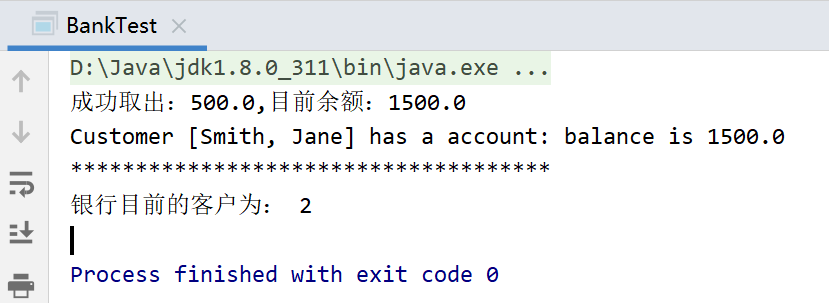 BankTest
D:\Java\jdk1.8.0_311\bin\java.exe ...
成功取出：500.0,目前余额：1500.0
Customer [Smith, Jane] has a account: balance is 1500.0
*************************************
银行目前的客户为： 2
Process finished with exit code 0